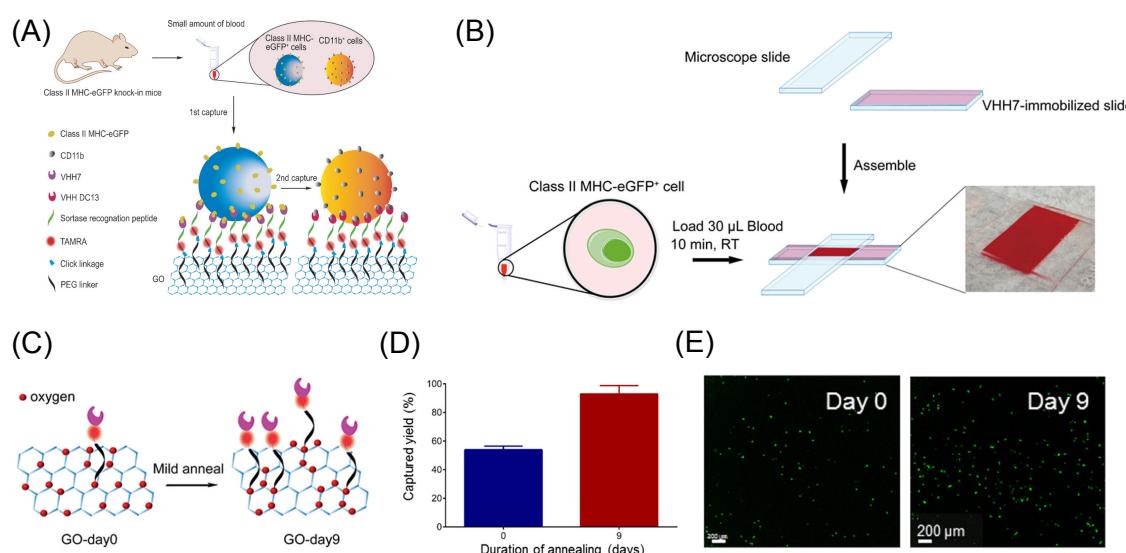 (A)
Small amount of blood
Class II MHC-
eGFP⁺ cells
CD11b⁺ cells
Class II MHC-eGFP knock-in mice
1st capture
Class II MHC-eGFP
CD11b
VHH7
VHH DC13
Sortase recognation peptide
TAMRA
Click linkage
PEG linker
2nd capture
GO
(B)
Microscope slide
VHH7-immobilized slide
Assemble
Class II MHC-eGFP⁺ cell
Load 30 µL Blood
10 min, RT
(C)
oxygen
Mild anneal
GO-day0
GO-day9
(D)
Captured yield (%)
100
80
60
40
20
0
0
9
Duration of annealing (days)
(E)
Day 0
200 µm
Day 9
200 µm